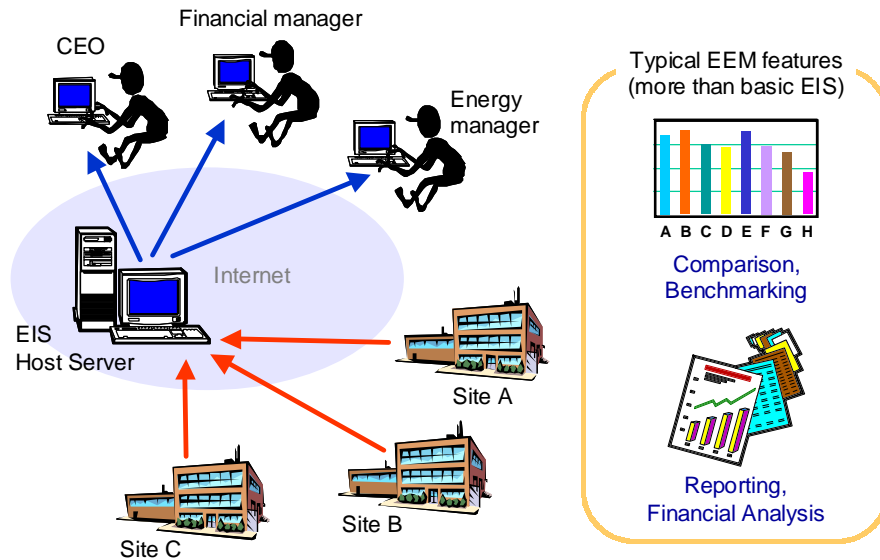 Financial manager
CEO
Energy
manager
Internet
EIS
Host Server
Site A
Site B
Site C
Typical EEM features
(more than basic EIS)
A B C D E F G H
Comparison,
Benchmarking
Reporting,
Financial Analysis